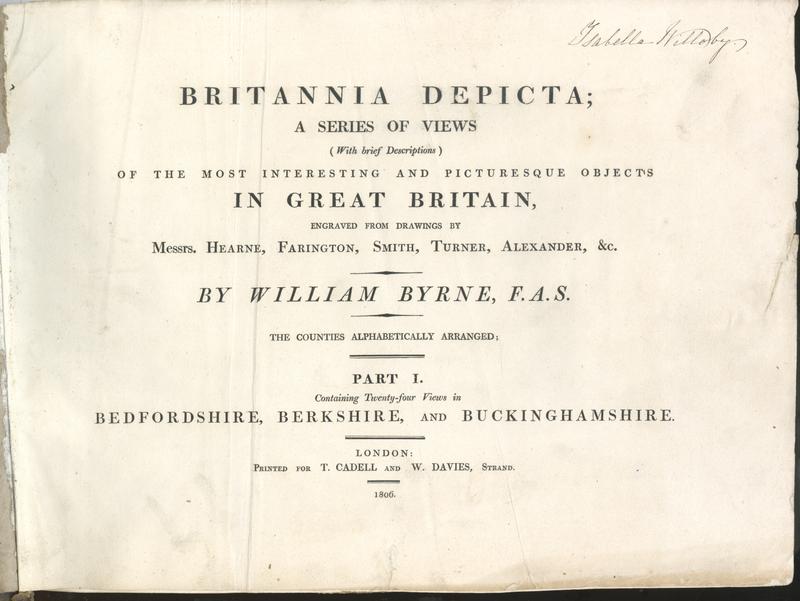 Isabella
BRITANNIA DEPICTA;
A SERIES OF VIEWS
(With brief Descriptions)
OF THE MOST INTERESTING AND PICTURESQUE OBJECTS
IN GREAT BRITAIN,
ENGRAVED FROM DRAWINGS BY
Messrs. HEARNE, FARINGTON, SMITH, TURNER, ALEXANDER, &c.
BY WILLIAM BYRNE, F.A.S.
THE COUNTIES ALPHABETICALLY ARRANGED;
PART I.
Containing Twenty-four Views in
BEDFORDSHIRE, BERKSHIRE, AND BUCKINGHAMSHIRE.
LONDON:
PRINTED FOR T. CADELL AND W. DAVIES, STRAND.
1806.